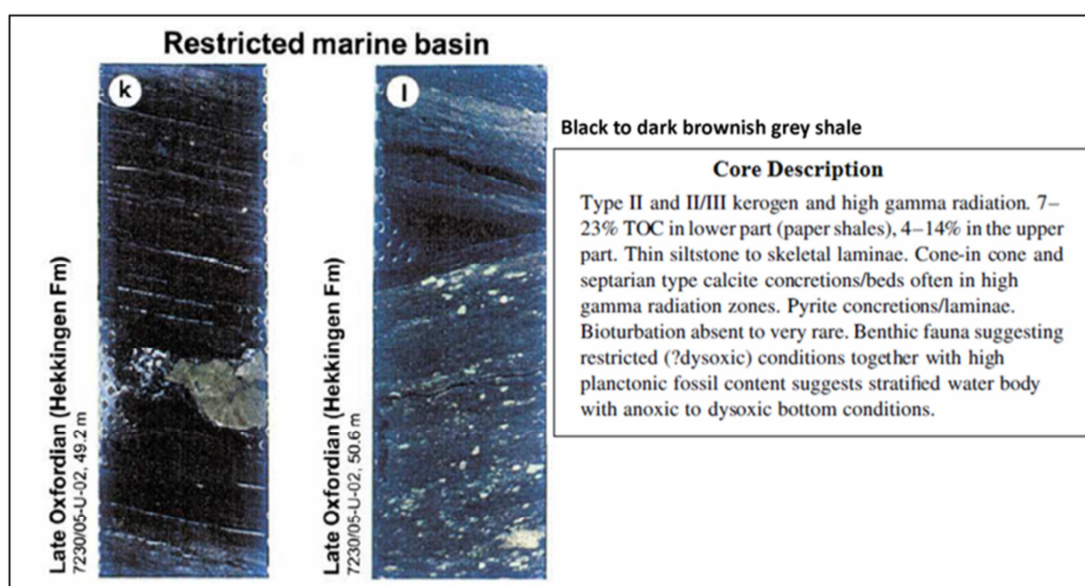 Restricted marine basin
k
l
Late Oxfordian (Hekkingen Fm)
7230/05-U-02, 49.2 m
Late Oxfordian (Hekkingen Fm)
7230/05-U-02, 50.6 m
Black to dark brownish grey shale
Core Description
Type II and II/III kerogen and high gamma radiation. 7–
23% TOC in lower part (paper shales), 4–14% in the upper
part. Thin siltstone to skeletal laminae. Cone-in cone and
septarian type calcite concretions/beds often in high
gamma radiation zones. Pyrite concretions/laminae.
Bioturbation absent to very rare. Benthic fauna suggesting
restricted (?dysoxic) conditions together with high
planctonic fossil content suggests stratified water body
with anoxic to dysoxic bottom conditions.